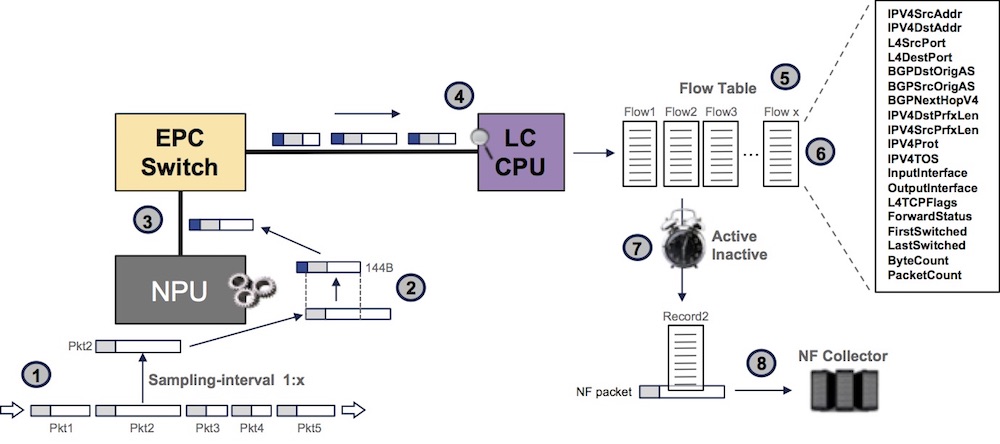 IPV4SrcAddr
IPV4DstAddr
L4SrcPort
L4DestPort
BGPDstOrigAS
BGPSrcOrigAS
BGPNextHopV4
IPV4DstPrfxLen
IPV4SrcPrfxLen
IPV4Prot
IPV4TOS
InputInterface
OutputInterface
L4TCPFlags
ForwardStatus
FirstSwitched
LastSwitched
ByteCount
PacketCount
5
Flow Table
Flow1
Flow2
Flow3
Flow x
...
6
4
EPC
Switch
LC
CPU
3
NPU
144B
2
7
Active
Inactive
Pkt2
1
Sampling-interval 1:x
Pkt1
Pkt2
Pkt3
Pkt4
Pkt5
Record2
NF packet
8
NF Collector